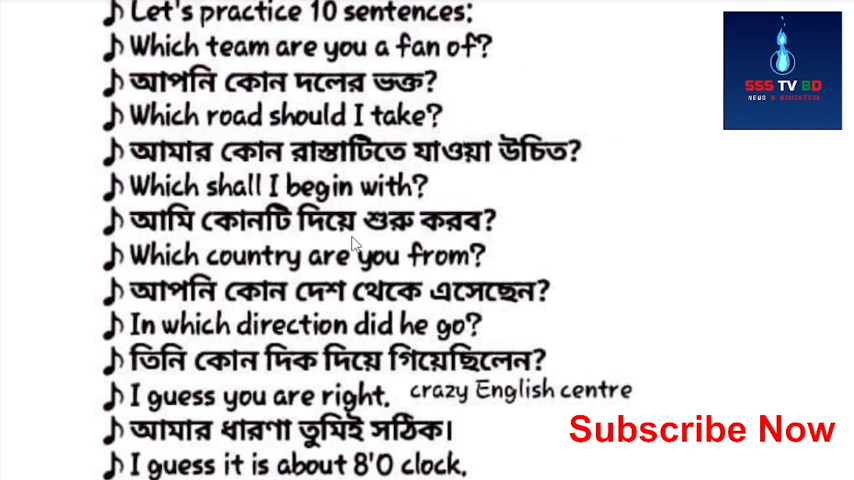 ♪ Let's practice 10 sentences:
♪ Which team are you a fan of?
♪ আপনি কোন দলের ভক্ত?
♪ Which road should I take?
♪ আমার কোন রাস্তাটিতে যাওয়া উচিত?
♪ Which shall I begin with?
♪ আমি কোনটি দিয়ে শুরু করব?
♪ Which country are you from?
♪ আপনি কোন দেশ থেকে এসেছেন?
♪ In which direction did he go?
♪ তিনি কোন দিক দিয়ে গিয়েছিলেন?
♪ I guess you are right. crazy English centre
♪ আমার ধারণা তুমিই সঠিক।
♪ I guess it is about 8'O clock.
SSS TV BD
NEWS & EDUCATION
Subscribe Now